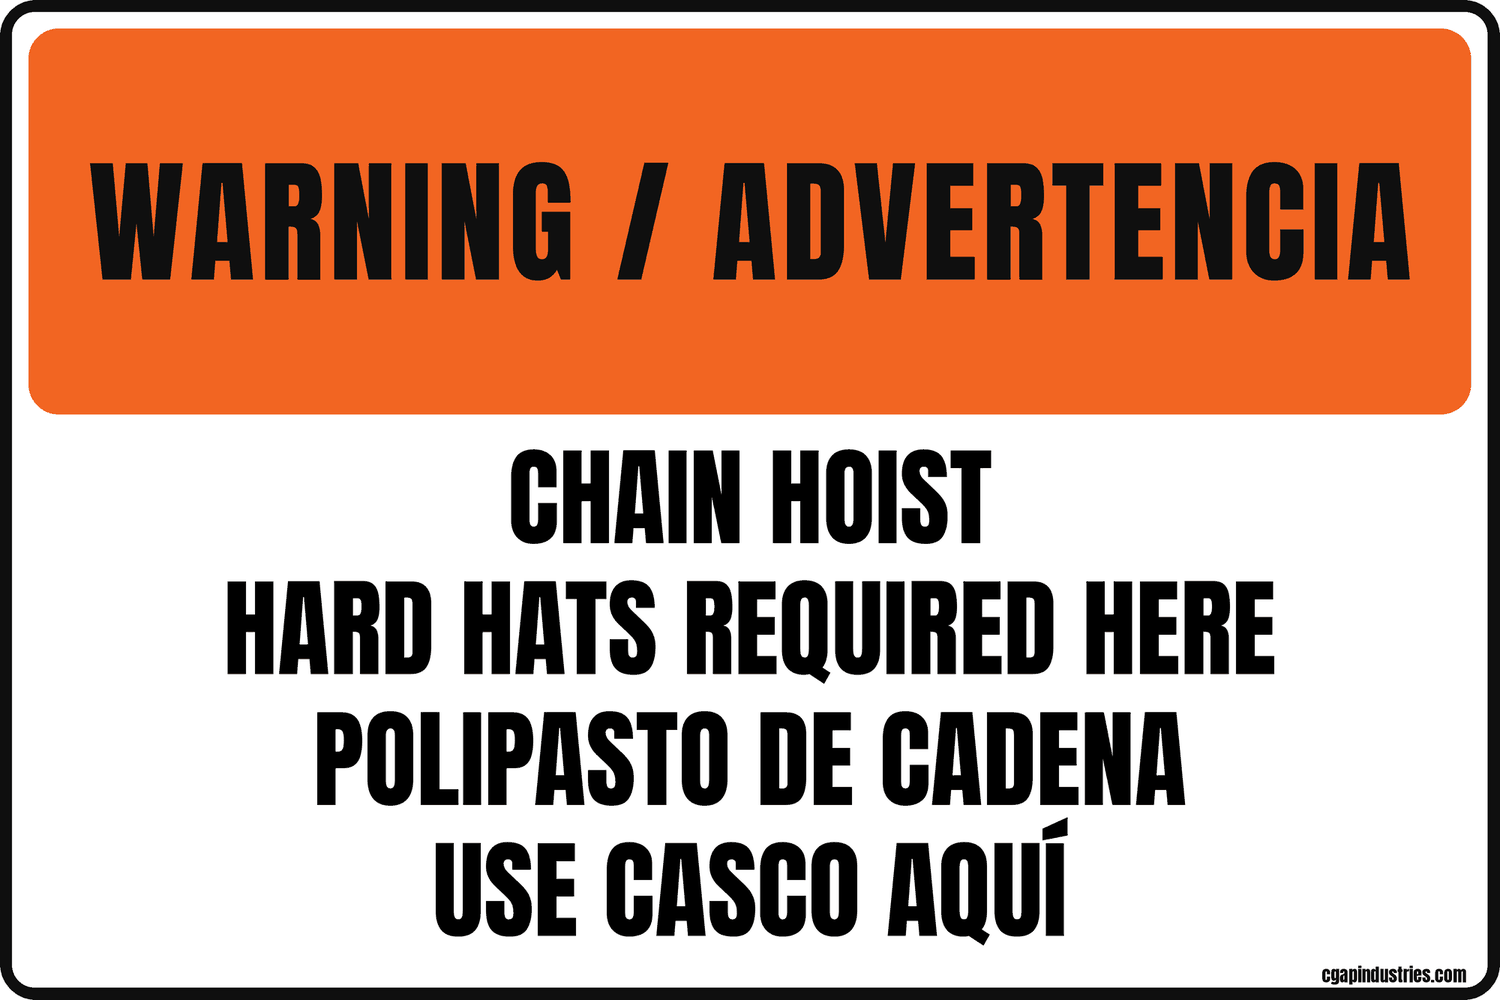 WARNING / ADVERTENCIA
CHAIN HOIST
HARD HATS REQUIRED HERE
POLIPASTO DE CADENA
USE CASCO AQUÍ
cgapindustries.com